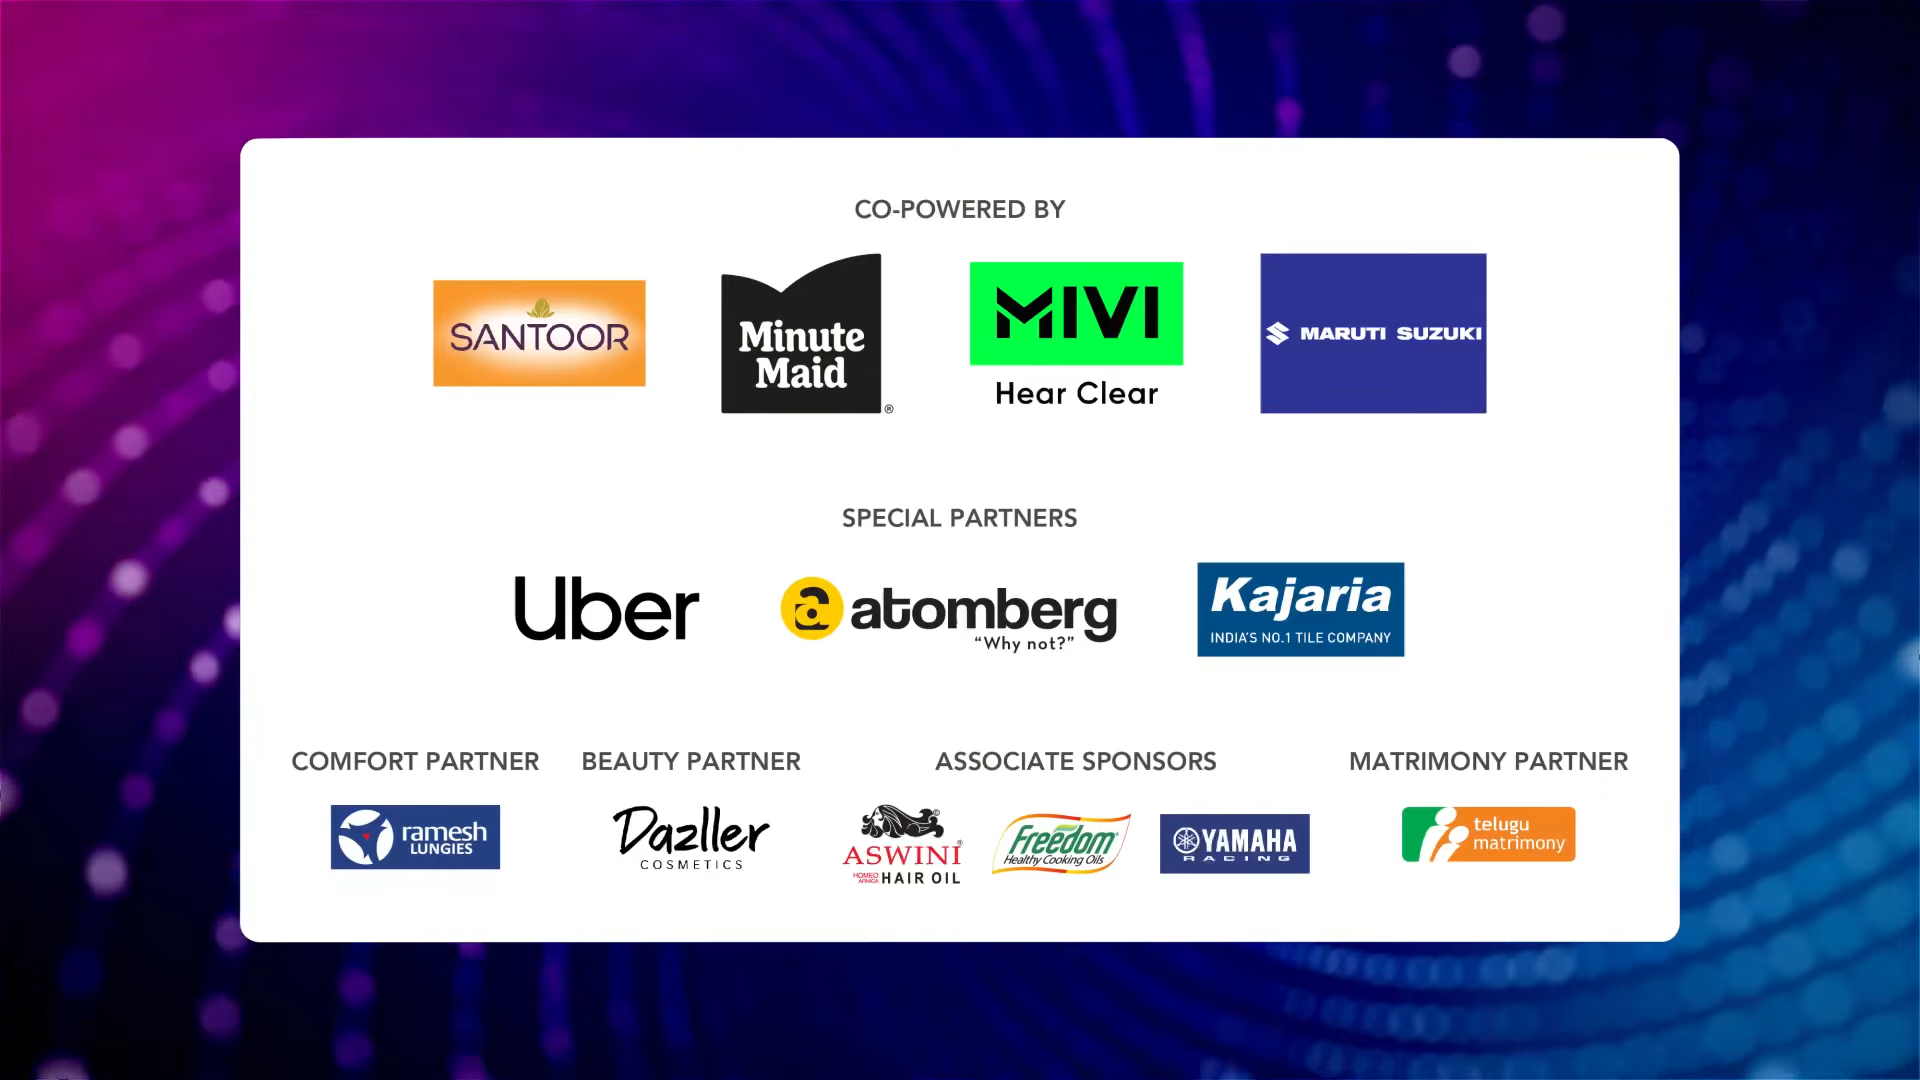 CO-POWERED BY
SANTOOR
Minute
Maid
®
MIVI
Hear Clear
MARUTI SUZUKI
SPECIAL PARTNERS
Uber
atomberg
“Why not?”
Kajaria
INDIA'S NO.1 TILE COMPANY
COMFORT PARTNER
ramesh
LUNGIES
BEAUTY PARTNER
Dazller
COSMETICS
ASSOCIATE SPONSORS
ASWINI®
HOMEO
ARNICA
HAIR OIL
Freedom
Healthy Cooking Oils
YAMAHA
RACING
MATRIMONY PARTNER
telugu
matrimony